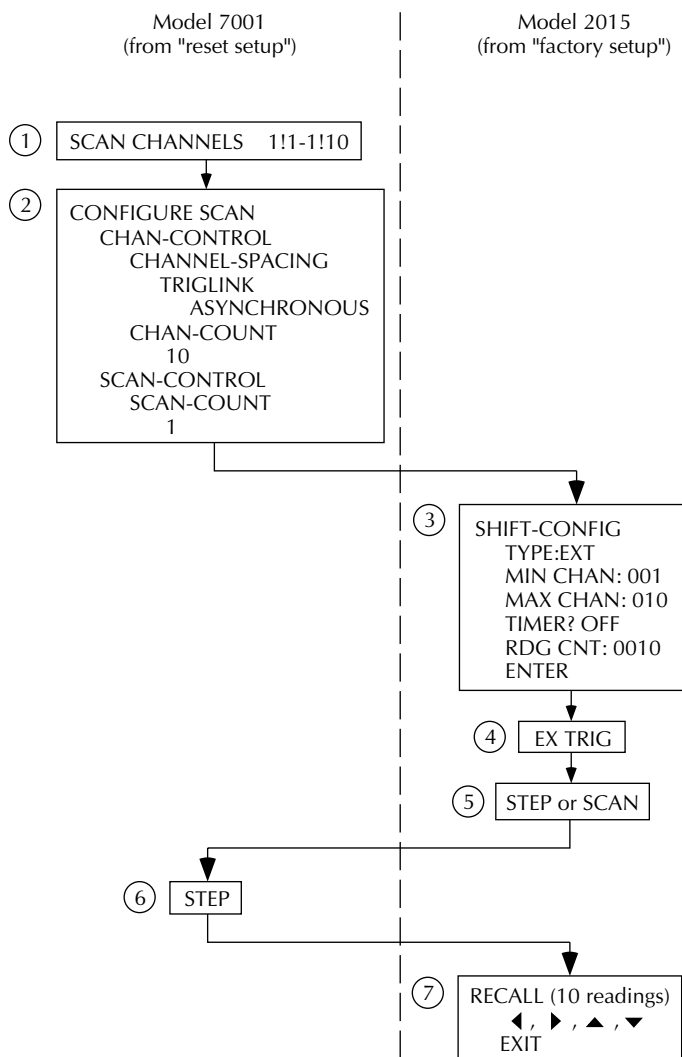 Model 7001
(from "reset setup")
Model 2015
(from "factory setup")
1
SCAN CHANNELS 1!1-1!10
2
CONFIGURE SCAN
CHAN-CONTROL
CHANNEL-SPACING
TRIGLINK
ASYNCHRONOUS
CHAN-COUNT
10
SCAN-CONTROL
SCAN-COUNT
1
3
SHIFT-CONFIG
TYPE:EXT
MIN CHAN: 001
MAX CHAN: 010
TIMER? OFF
RDG CNT: 0010
ENTER
4
EX TRIG
5
STEP or SCAN
6
STEP
7
RECALL (10 readings)
◀ , ▶ , ▲ , ▼
EXIT